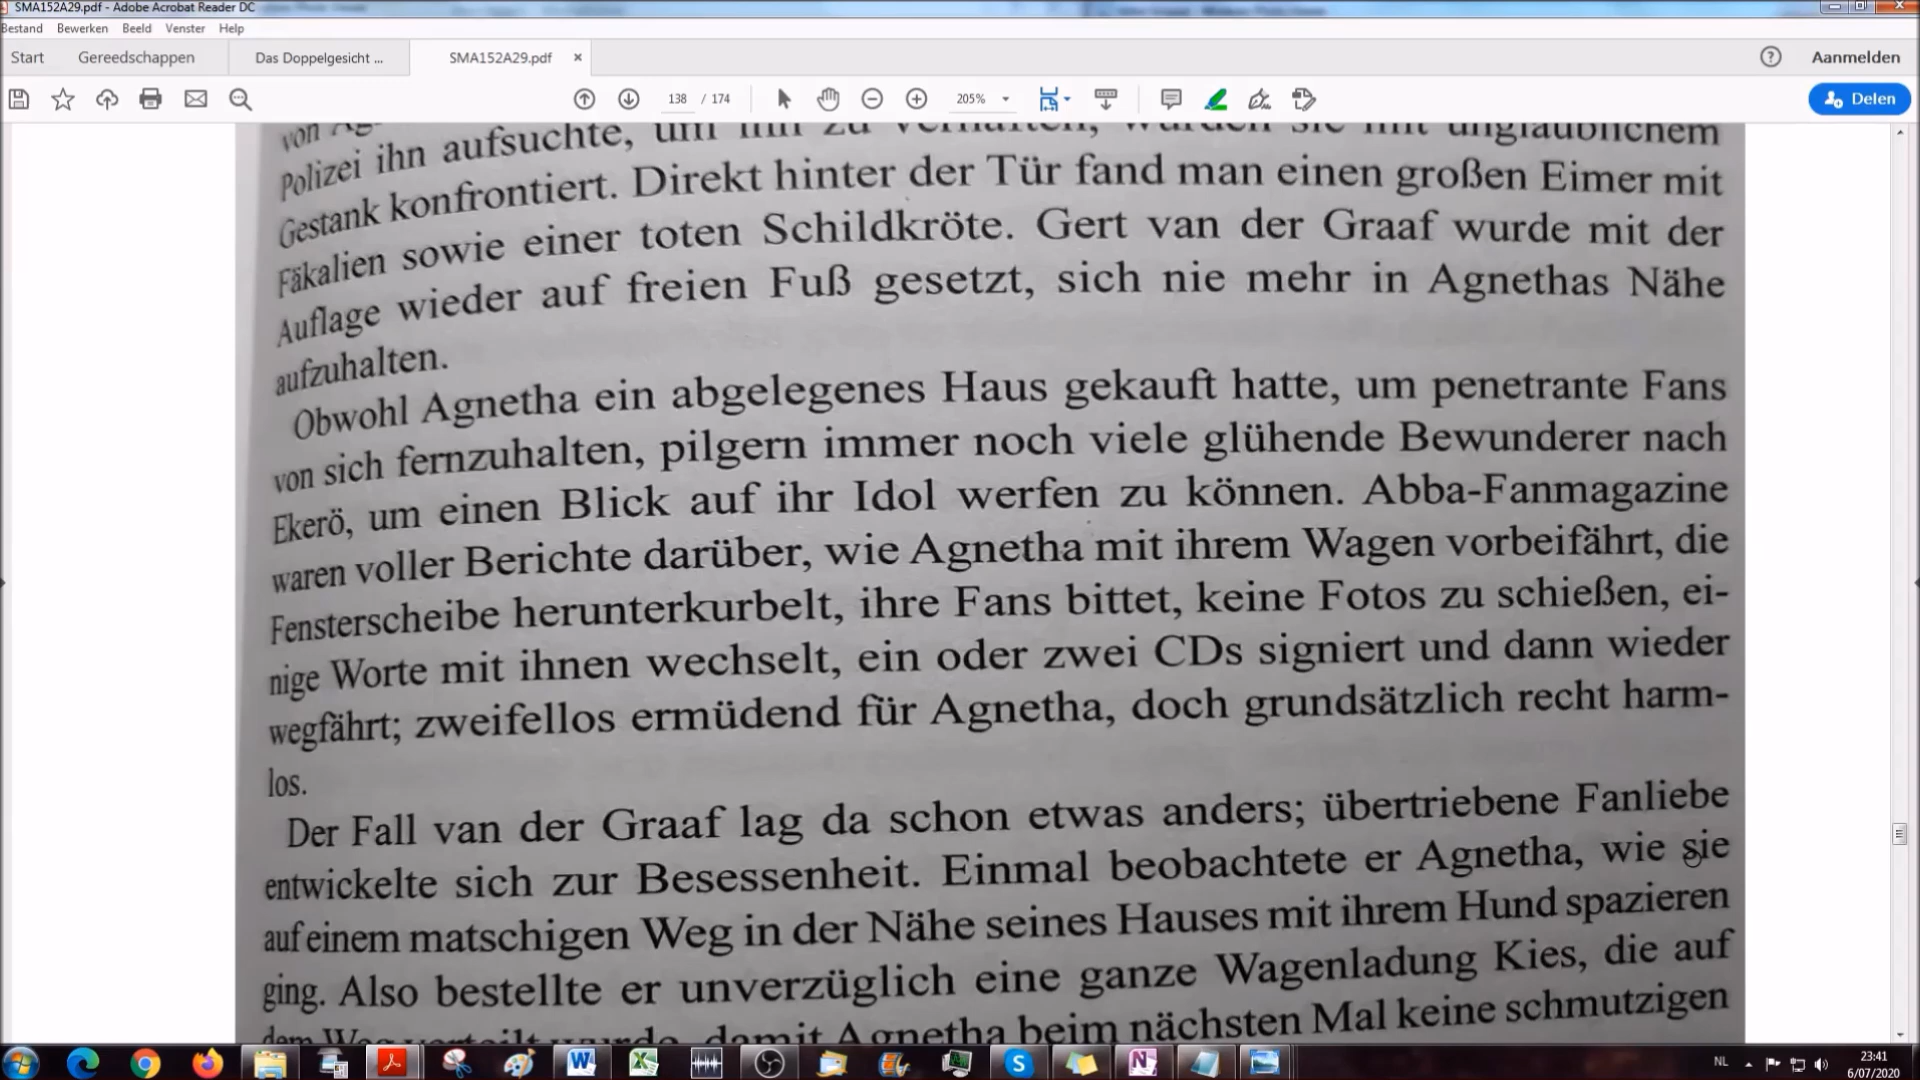 SMA152A29.pdf - Adobe Acrobat Reader DC
Bestand Bewerken Beeld Venster Help
Start Gereedschappen Das Doppelgesicht ... SMA152A29.pdf × Aanmelden
138 / 174 205% Delen
von
Polizei ihn aufsuchte, um ihn zu verhaften, wurden sie mit unglaublichem
Gestank konfrontiert. Direkt hinter der Tür fand man einen großen Eimer mit
Fäkalien sowie einer toten Schildkröte. Gert van der Graaf wurde mit der
Auflage wieder auf freien Fuß gesetzt, sich nie mehr in Agnethas Nähe
aufzuhalten.
Obwohl Agnetha ein abgelegenes Haus gekauft hatte, um penetrante Fans
von sich fernzuhalten, pilgern immer noch viele glühende Bewunderer nach
Ekerö, um einen Blick auf ihr Idol werfen zu können. Abba-Fanmagazine
waren voller Berichte darüber, wie Agnetha mit ihrem Wagen vorbeifährt, die
Fensterscheibe herunterkurbelt, ihre Fans bittet, keine Fotos zu schießen, ei-
nige Worte mit ihnen wechselt, ein oder zwei CDs signiert und dann wieder
wegfährt; zweifellos ermüdend für Agnetha, doch grundsätzlich recht harm-
los.
Der Fall van der Graaf lag da schon etwas anders; übertriebene Fanliebe
entwickelte sich zur Besessenheit. Einmal beobachtete er Agnetha, wie sie
auf einem matschigen Weg in der Nähe seines Hauses mit ihrem Hund spazieren
ging. Also bestellte er unverzüglich eine ganze Wagenladung Kies, die auf
dem Weg verteilt wurde, damit Agnetha beim nächsten Mal keine schmutzigen
NL 23:41
6/07/2020